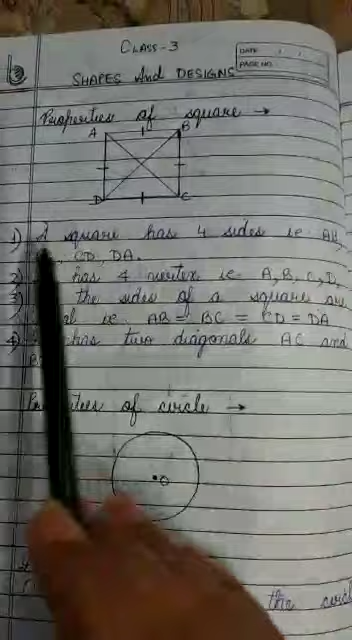 CLASS-3
DATE
PAGE NO.
SHAPES And DESIGNS
Properties of square →
A B
D C
1) A square has 4 sides ie AB,
CD, DA.
2) has 4 vertex ie A, B, C, D.
3) the sides of a square are
ie AB = BC = CD = DA
4) has two diagonals AC and
of circle →
O
the circle